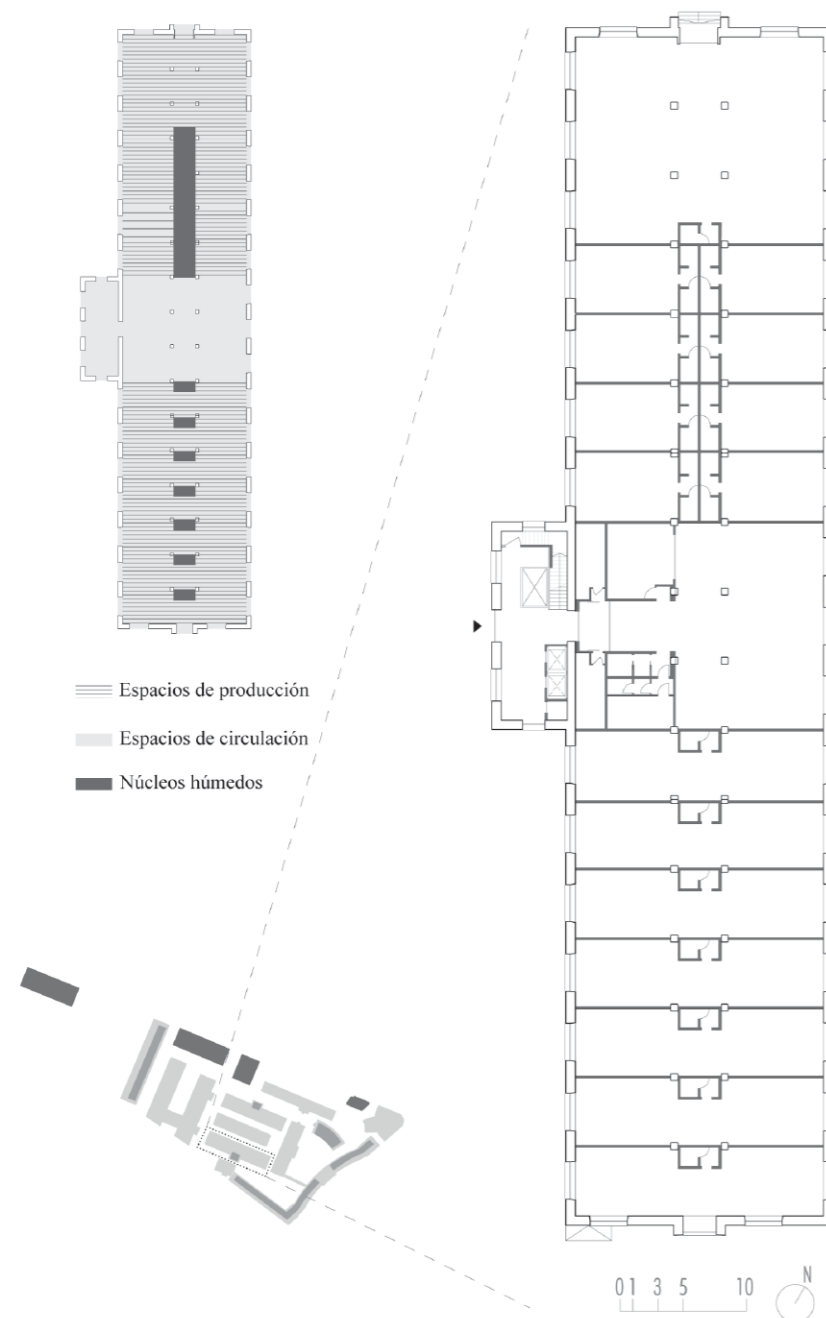 Espacios de producción
Espacios de circulación
Núcleos húmedos
0 1 3 5 10
N